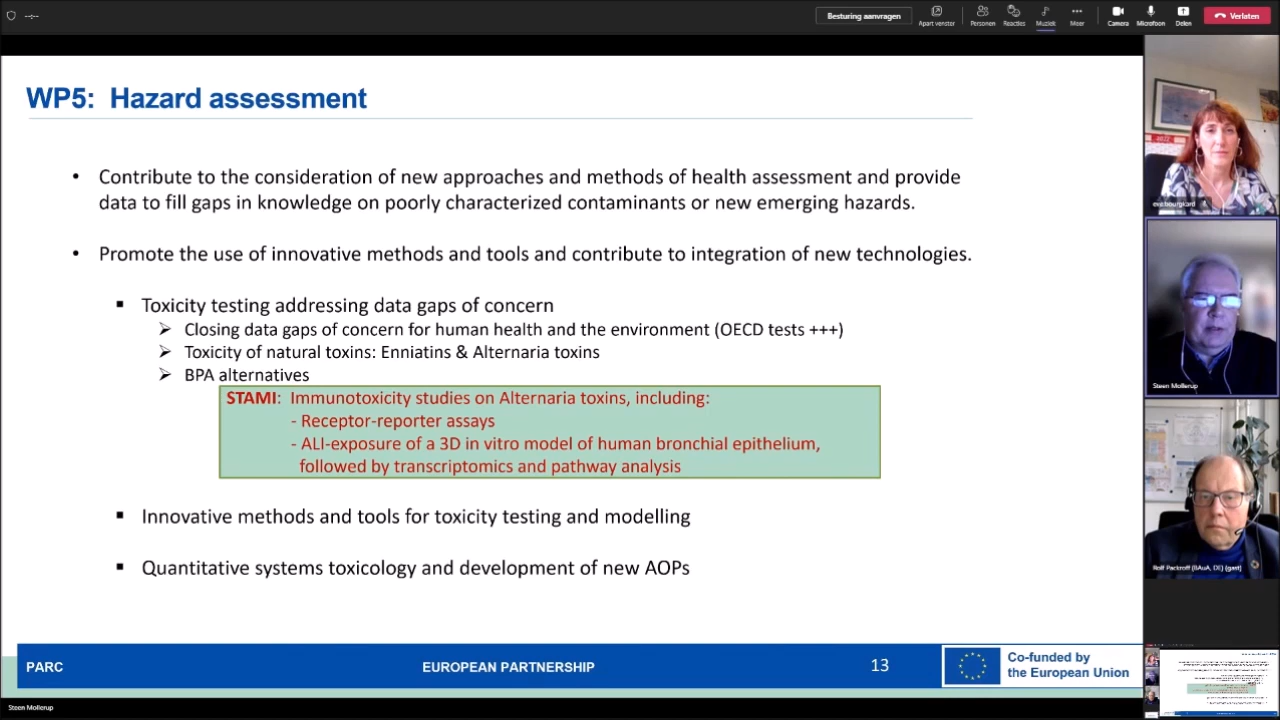 Besturing aanvragen
Apart venster
Personen
Reacties
Muziek
Meer
Camera
Microfoon
Delen
Verlaten
WP5: Hazard assessment
• Contribute to the consideration of new approaches and methods of health assessment and provide
data to fill gaps in knowledge on poorly characterized contaminants or new emerging hazards.
• Promote the use of innovative methods and tools and contribute to integration of new technologies.
▪ Toxicity testing addressing data gaps of concern
➢ Closing data gaps of concern for human health and the environment (OECD tests +++)
➢ Toxicity of natural toxins: Enniatins & Alternaria toxins
➢ BPA alternatives
STAMI: Immunotoxicity studies on Alternaria toxins, including:
- Receptor-reporter assays
- ALI-exposure of a 3D in vitro model of human bronchial epithelium,
followed by transcriptomics and pathway analysis
▪ Innovative methods and tools for toxicity testing and modelling
▪ Quantitative systems toxicology and development of new AOPs
PARC
EUROPEAN PARTNERSHIP
13
Co-funded by
the European Union
Steen Mollerup
Steen Mollerup
Rolf Packroff (BAuA, DE) (gast)